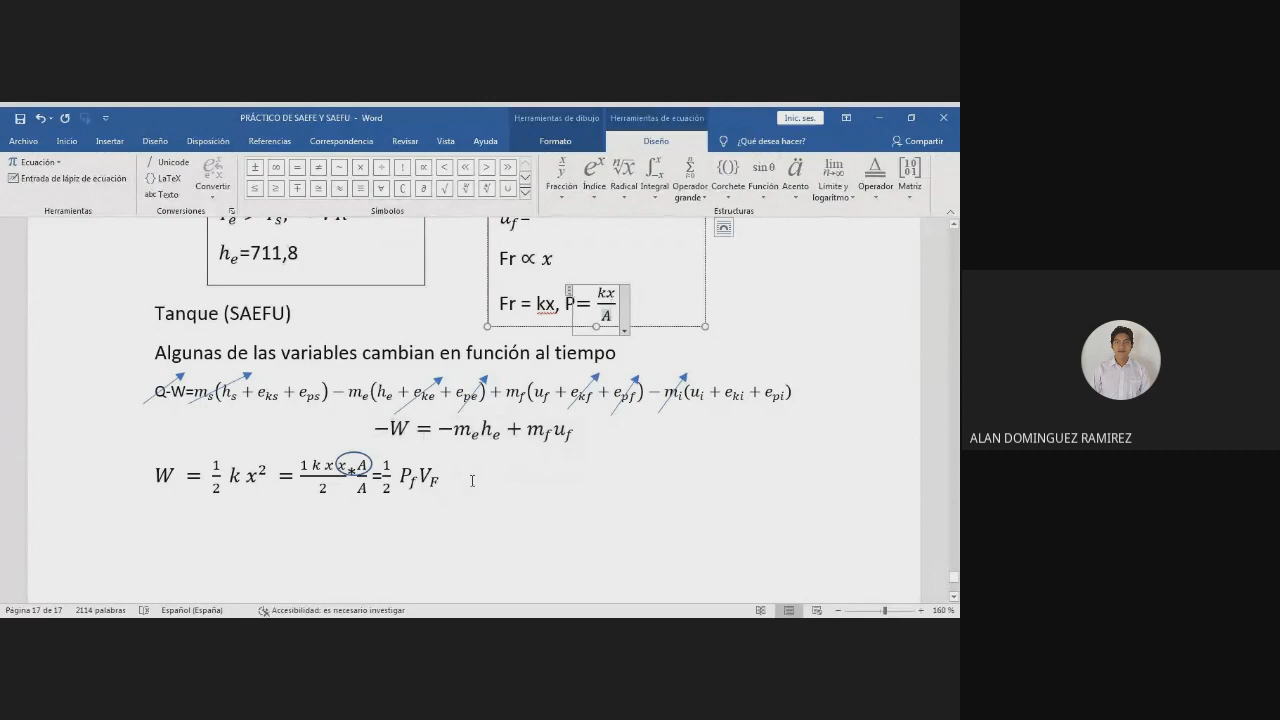 PRÁCTICO DE SAEFE Y SAEFU - Word
Herramientas de dibujo
Herramientas de ecuación
Inic. ses.
Archivo Inicio Insertar Diseño Disposición Referencias Correspondencia Revisar Vista Ayuda Formato Diseño ¿Qué desea hacer? Compartir
π Ecuación
Entrada de lápiz de ecuación
Herramientas
/ Unicode
LaTeX
abc Texto
eˣ Convertir
Conversiones
± ∞ = ≠ ~ × ÷ ! ∝ < ≪ > ≫
≤ ≥ ∓ ≅ ≈ ≡ ∀ ∁ ∂ √ ∛ ∜ ∪
Símbolos
Fracción Índice Radical Integral Operador grande Corchete Función Acento Límite y logaritmo Operador Matriz
Estructuras
h_e=711,8
u_f=
Fr ∝ x
Fr = kx, P= kx/A
Tanque (SAEFU)
Algunas de las variables cambian en función al tiempo
Q-W=m_s(h_s + e_ks + e_ps) − m_e(h_e + e_ke + e_pe) + m_f(u_f + e_kf + e_pf) − m_i(u_i + e_ki + e_pi)
−W = −m_e h_e + m_f u_f
W = 1/2 k x² = 1 k x x*A / 2 A = 1/2 P_f V_F
ALAN DOMINGUEZ RAMIREZ
Página 17 de 17 2114 palabras Español (España) Accesibilidad: es necesario investigar 160 %